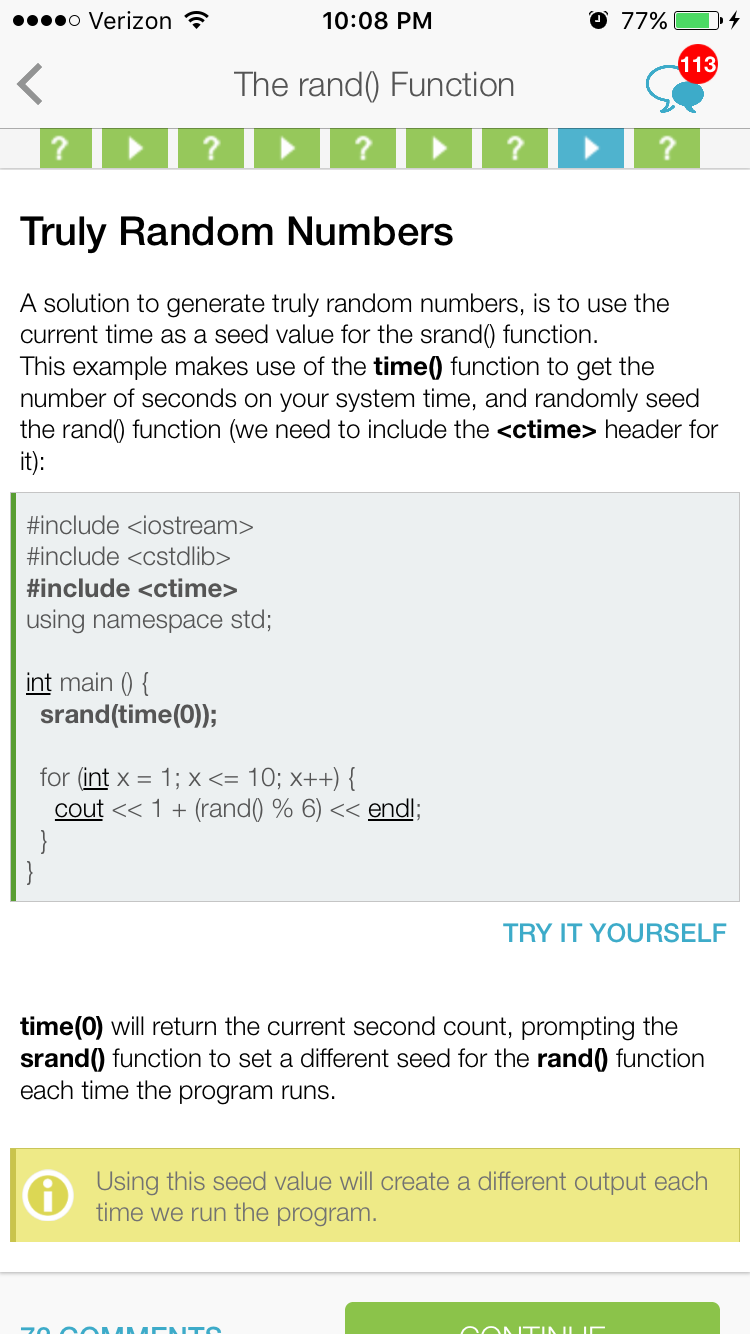 Verizon 10:08 PM 77%
The rand() Function 113
? ? ? ? ?
Truly Random Numbers
A solution to generate truly random numbers, is to use the
current time as a seed value for the srand() function.
This example makes use of the time() function to get the
number of seconds on your system time, and randomly seed
the rand() function (we need to include the <ctime> header for
it):
#include <iostream>
#include <cstdlib>
#include <ctime>
using namespace std;
int main () {
srand(time(0));
for (int x = 1; x <= 10; x++) {
cout << 1 + (rand() % 6) << endl;
}
}
TRY IT YOURSELF
time(0) will return the current second count, prompting the
srand() function to set a different seed for the rand() function
each time the program runs.
i Using this seed value will create a different output each
time we run the program.
COMMENTS CONTINUE